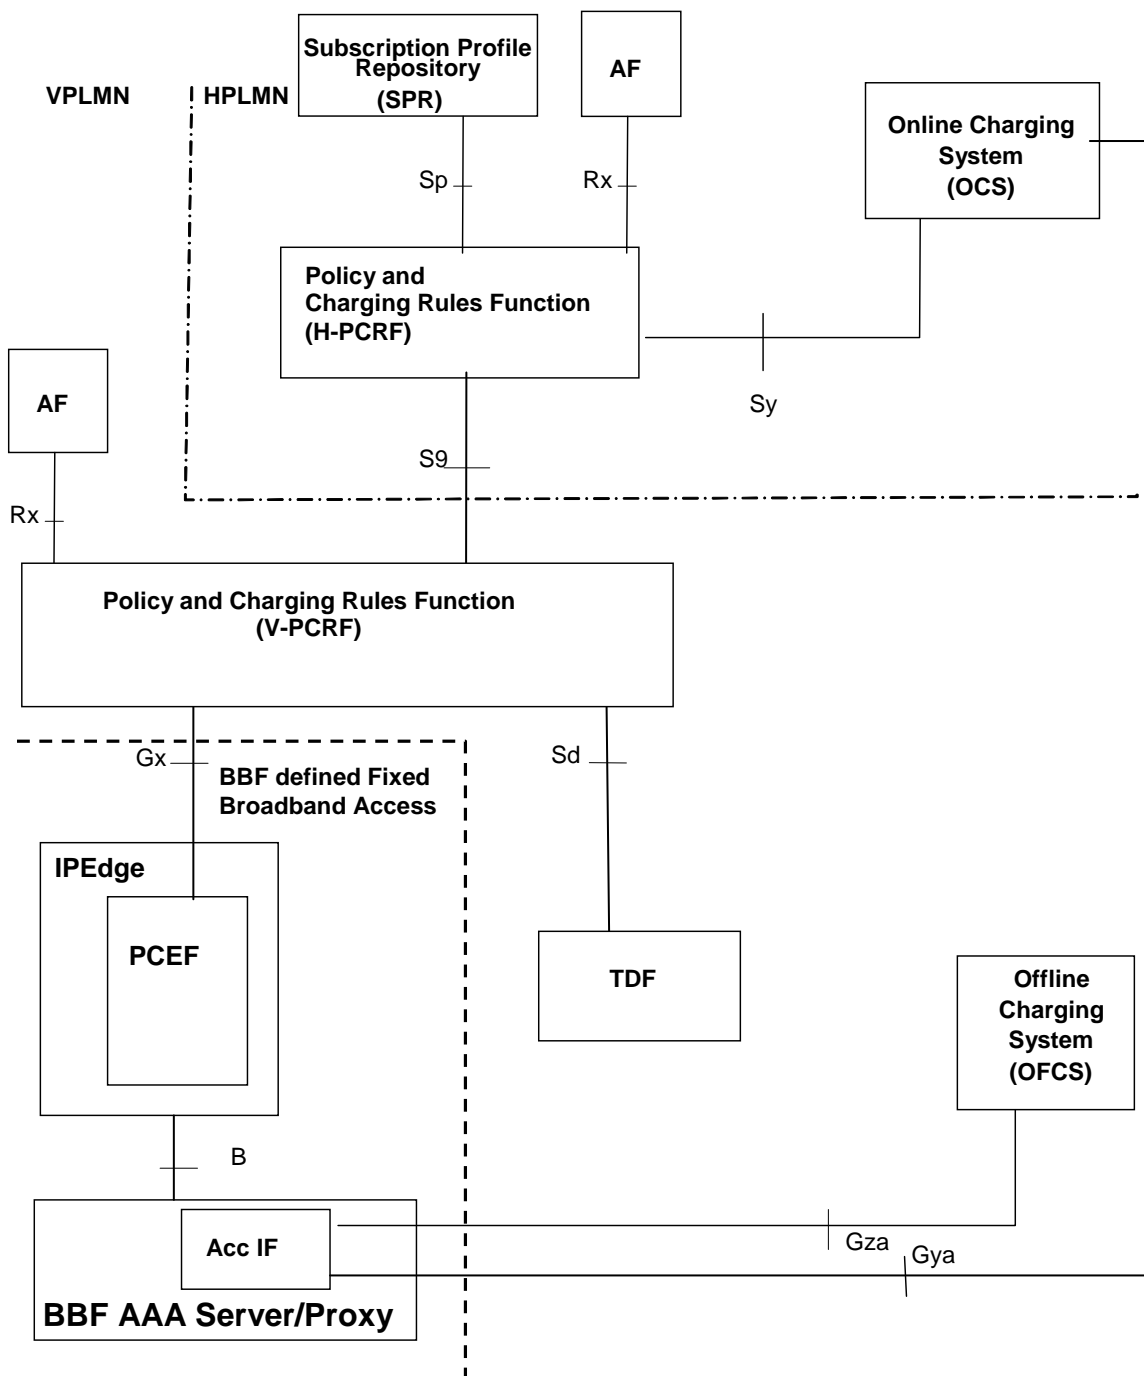 Subscription Profile
Repository
(SPR)
AF
VPLMN
HPLMN
Online Charging
System
(OCS)
Sp
Rx
Policy and
Charging Rules Function
(H-PCRF)
Sy
AF
S9
Rx
Policy and Charging Rules Function
(V-PCRF)
Gx
Sd
BBF defined Fixed
Broadband Access
IPEdge
PCEF
TDF
Offline
Charging
System
(OFCS)
B
Acc IF
Gza
Gya
BBF AAA Server/Proxy